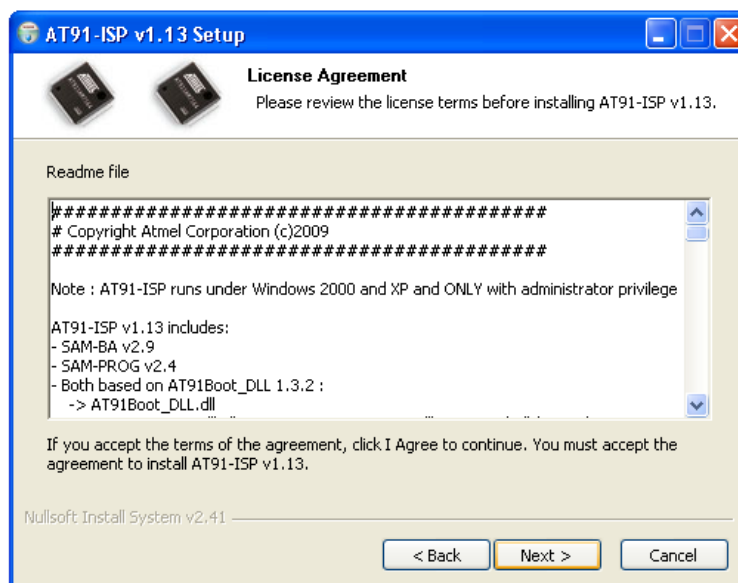 AT91-ISP v1.13 Setup
License Agreement
Please review the license terms before installing AT91-ISP v1.13.
Readme file
###########################################
# Copyright Atmel Corporation (c)2009
###########################################
Note : AT91-ISP runs under Windows 2000 and XP and ONLY with administrator privilege
AT91-ISP v1.13 includes:
- SAM-BA v2.9
- SAM-PROG v2.4
- Both based on AT91Boot_DLL 1.3.2 :
-> AT91Boot_DLL.dll
If you accept the terms of the agreement, click I Agree to continue. You must accept the
agreement to install AT91-ISP v1.13.
Nullsoft Install System v2.41
< Back
Next >
Cancel